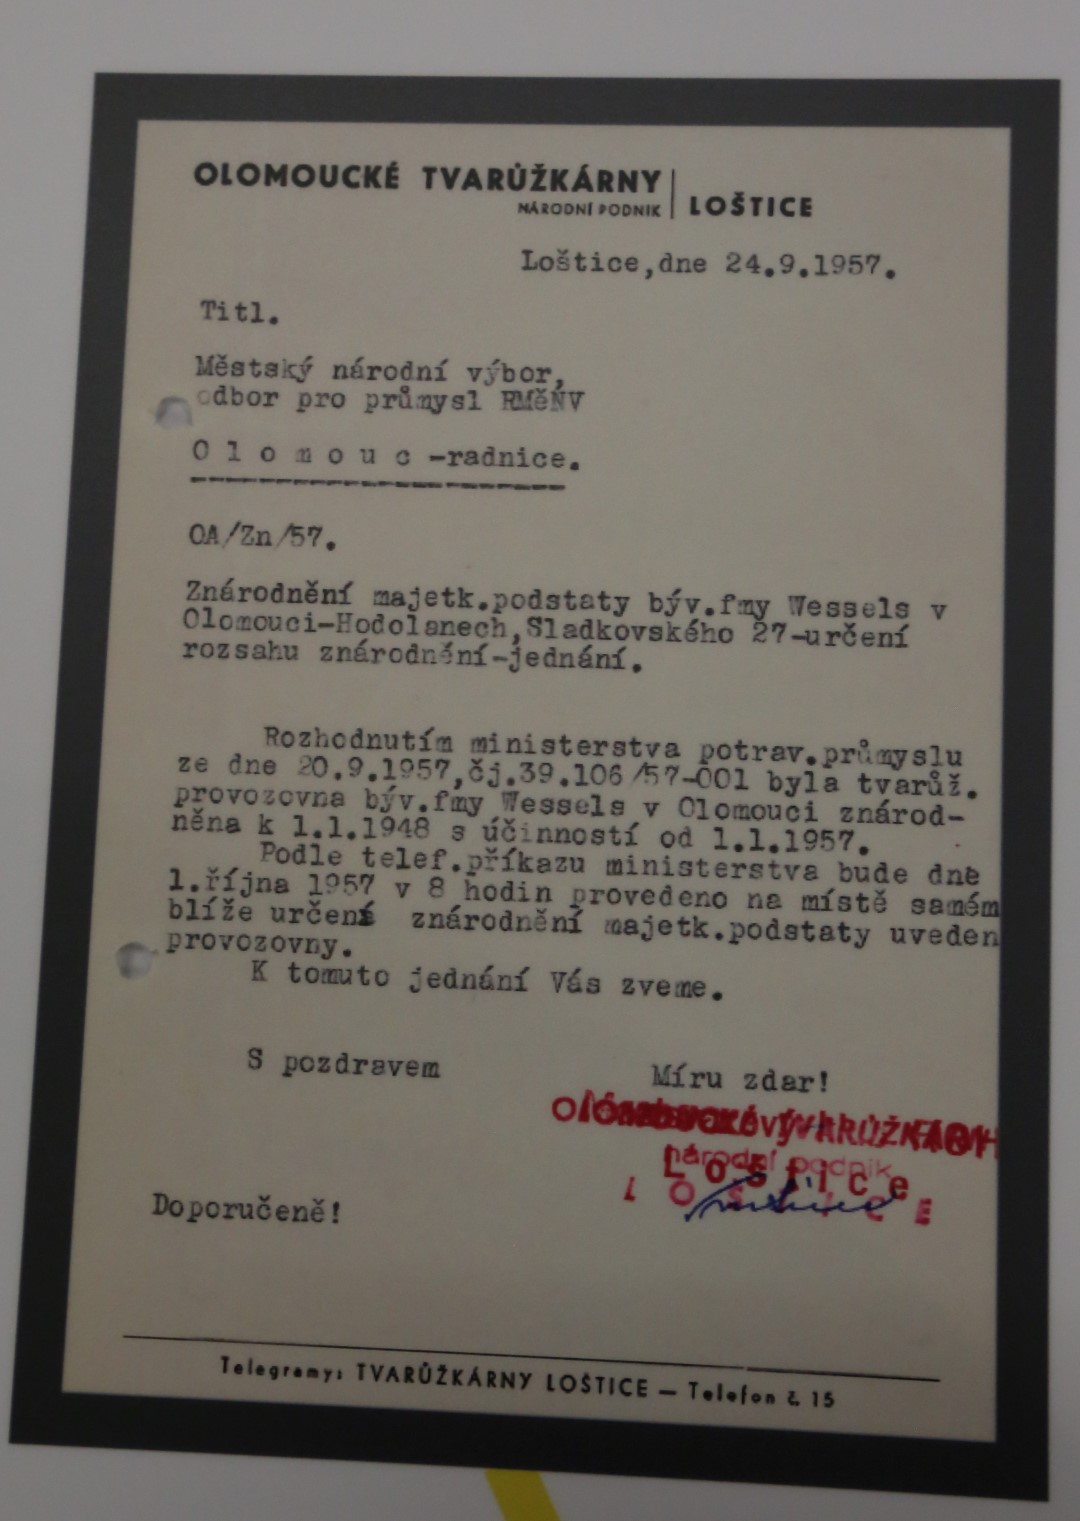 OLOMOUCKÉ TVARŮŽKÁRNY
NÁRODNÍ PODNIK
LOŠTICE
Loštice,dne 24.9.1957.
Titl.
Městský národní výbor,
odbor pro průmysl RMěNV
O l o m o u c -radnice.
OA/Zn/57.
Znárodnění majetk.podstaty býv.fmy Wessels v
Olomouci-Hodolanech,Sladkovského 27-určení
rozsahu znárodnění-jednání.
Rozhodnutím ministerstva potrav.průmyslu
ze dne 20.9.1957,čj.39.106/57-001 byla tvarůž.
provozovna býv.fmy Wessels v Olomouci znárod-
něna k 1.1.1948 s účinností od 1.1.1957.
Podle telef.příkazu ministerstva bude dne
1.října 1957 v 8 hodin provedeno na místě samém
blíže určení znárodnění majetk.podstaty uveden
provozovny.
K tomuto jednání Vás zveme.
S pozdravem
Míru zdar!
národní podnik
Loštice
LOŠTICE
Doporučeně!
Telegramy: TVARŮŽKÁRNY LOŠTICE — Telefon č. 15